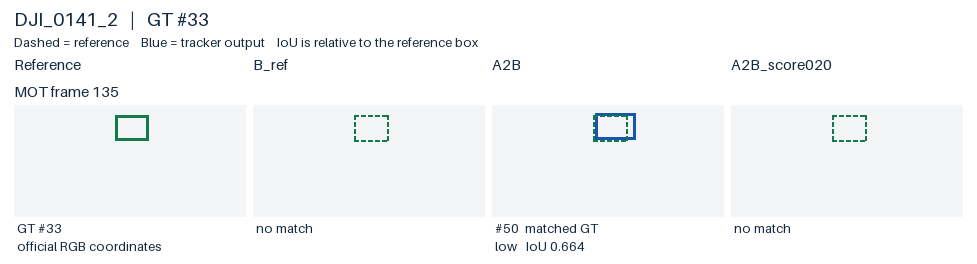 DJI_0141_2 | GT #33
Dashed = reference Blue = tracker output IoU is relative to the reference box
Reference B_ref A2B A2B_score020
MOT frame 135
GT #33 no match #50 matched GT no match
official RGB coordinates low IoU 0.664